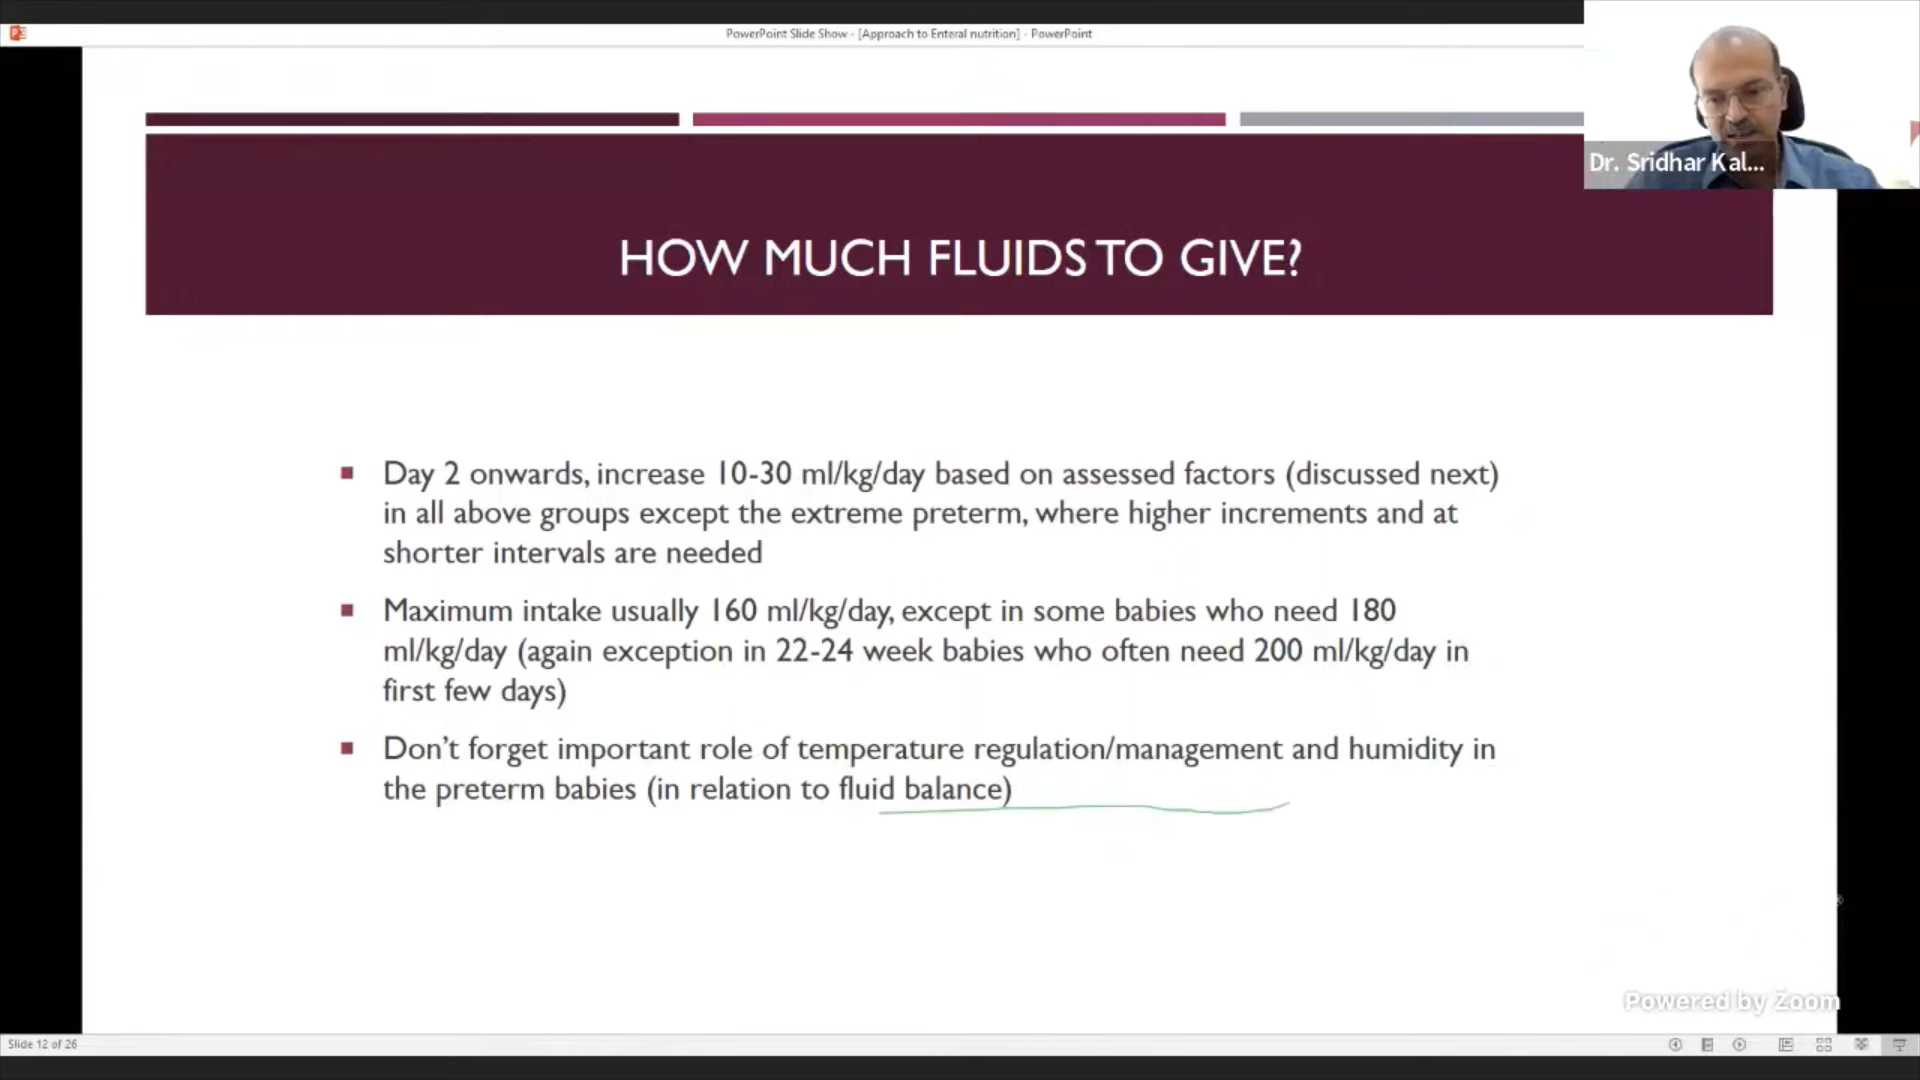 PowerPoint Slide Show - [Approach to Enteral nutrition] - PowerPoint
Dr. Sridhar Kal...
HOW MUCH FLUIDS TO GIVE?
Day 2 onwards, increase 10-30 ml/kg/day based on assessed factors (discussed next)
in all above groups except the extreme preterm, where higher increments and at
shorter intervals are needed
Maximum intake usually 160 ml/kg/day, except in some babies who need 180
ml/kg/day (again exception in 22-24 week babies who often need 200 ml/kg/day in
first few days)
Don't forget important role of temperature regulation/management and humidity in
the preterm babies (in relation to fluid balance)
Powered by Zoom
Slide 12 of 26